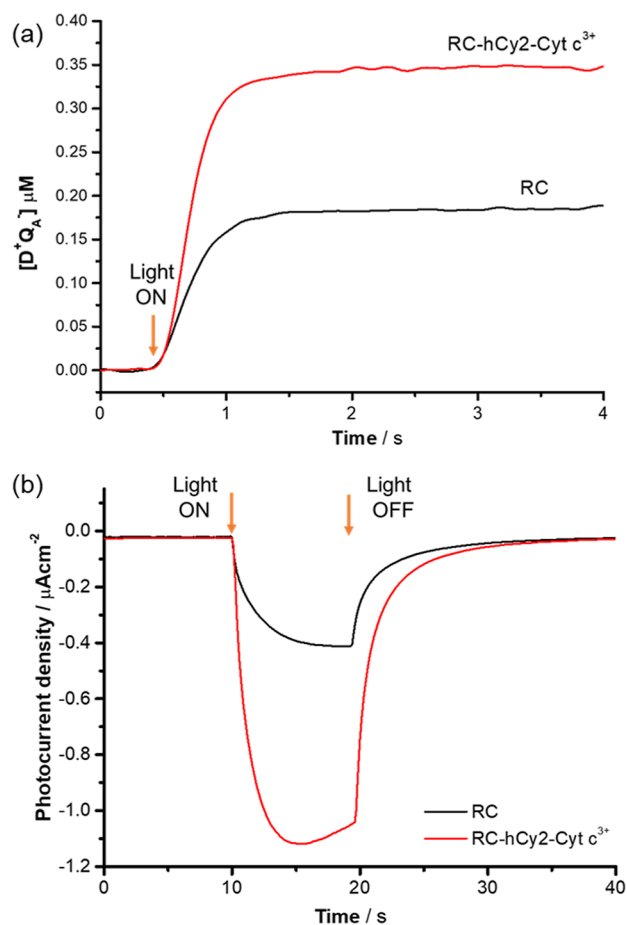 (a)
[D⁺Q_A] μM
0.40
0.35
0.30
0.25
0.20
0.15
0.10
0.05
0.00
RC-hCy2-Cyt c³⁺
RC
Light
ON
0 1 2 3 4
Time / s
(b)
Photocurrent density / μAcm⁻²
Light
ON
Light
OFF
0.0
-0.2
-0.4
-0.6
-0.8
-1.0
-1.2
RC
RC-hCy2-Cyt c³⁺
0 10 20 30 40
Time / s